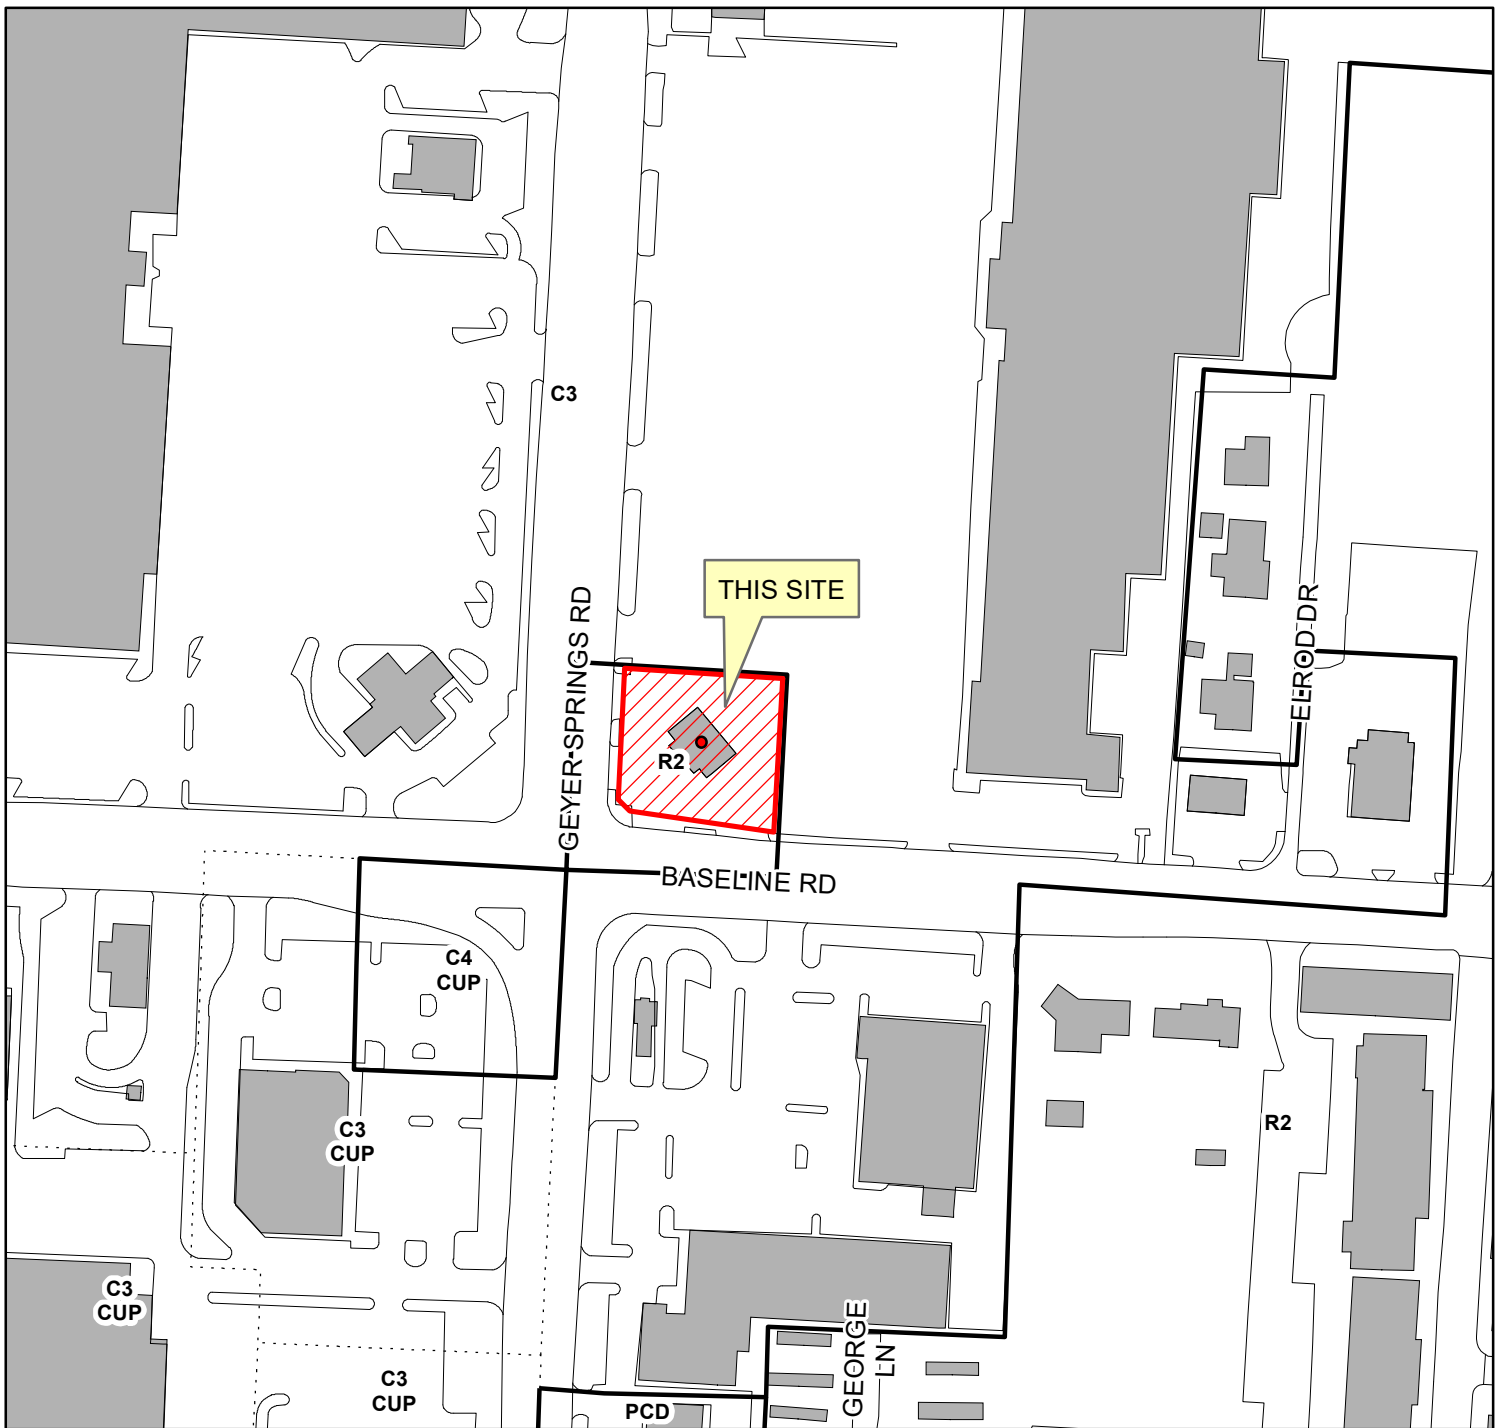 C3
THIS SITE
GEYER SPRINGS RD
ELROD DR
R2
BASELINE RD
C4
CUP
C3
CUP
R2
C3
CUP
GEORGE
LN
C3
CUP
PCD